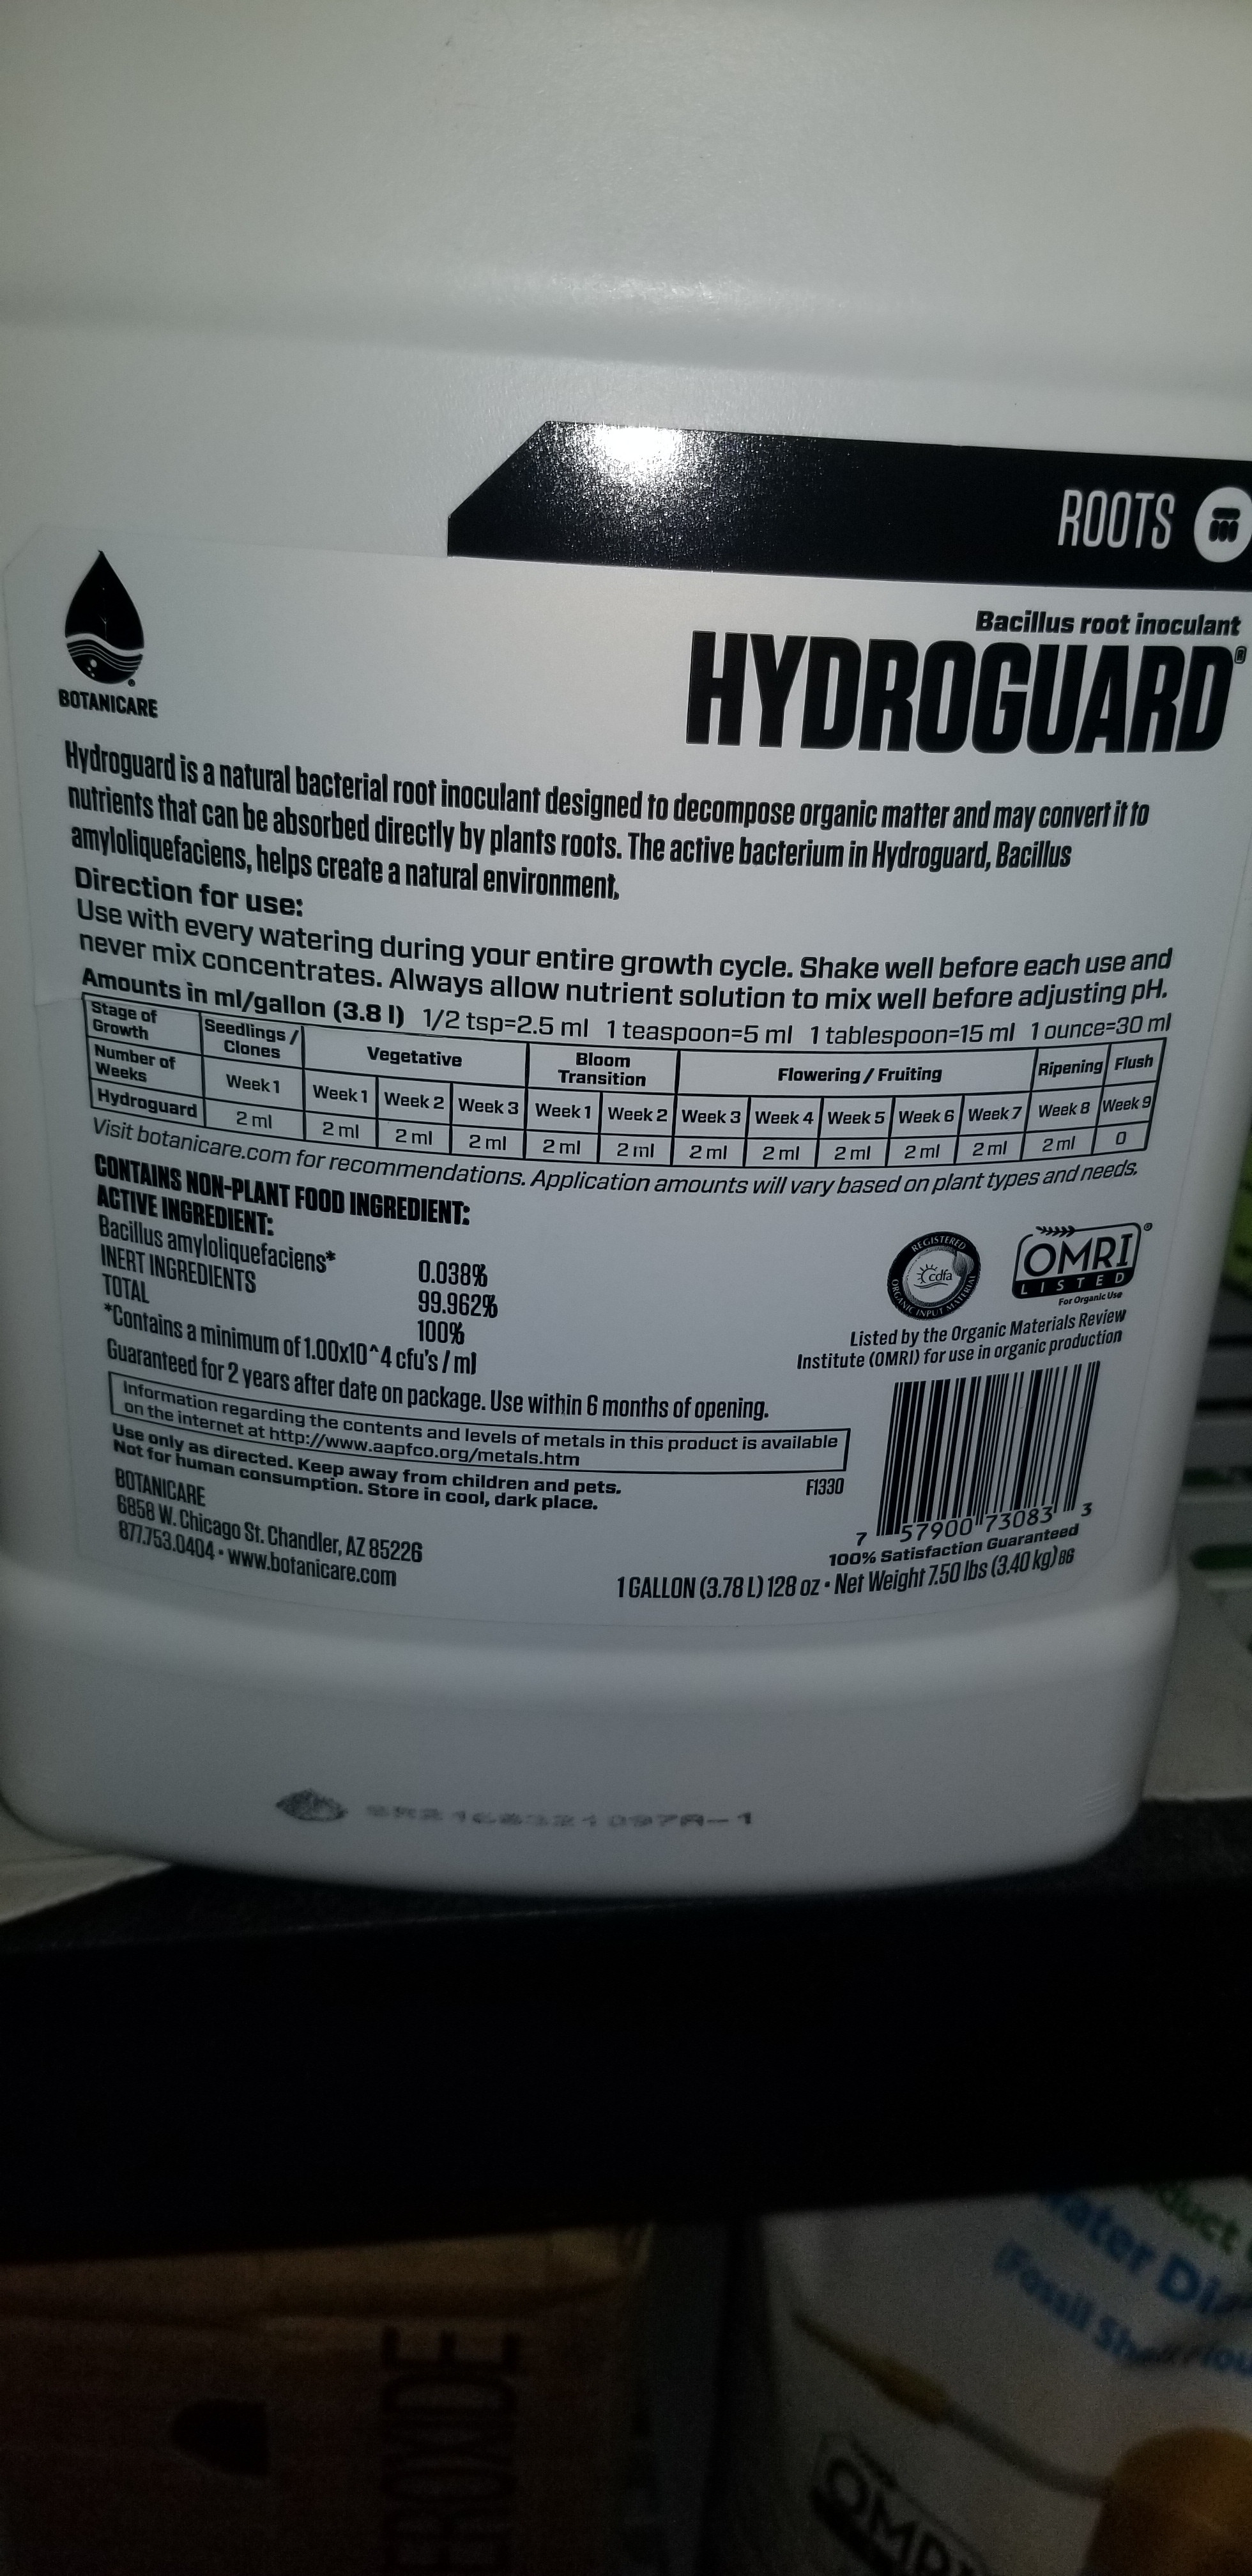 ROOTS
BOTANICARE
Bacillus root inoculant
HYDROGUARD®
Hydroguard is a natural bacterial root inoculant designed to decompose organic matter and may convert it to
nutrients that can be absorbed directly by plants roots. The active bacterium in Hydroguard, Bacillus
amyloliquefaciens, helps create a natural environment.
Direction for use:
Use with every watering during your entire growth cycle. Shake well before each use and
never mix concentrates. Always allow nutrient solution to mix well before adjusting pH.
Amounts in ml/gallon (3.8 l) 1/2 tsp=2.5 ml 1 teaspoon=5 ml 1 tablespoon=15 ml 1 ounce=30 ml
Stage of Growth Seedlings / Clones Vegetative Bloom Transition Flowering / Fruiting Ripening Flush
Number of Weeks Week 1 Week 1 Week 2 Week 3 Week 1 Week 2 Week 3 Week 4 Week 5 Week 6 Week 7 Week 8 Week 9
Hydroguard 2 ml 2 ml 2 ml 2 ml 2 ml 2 ml 2 ml 2 ml 2 ml 2 ml 2 ml 2 ml 0
Visit botanicare.com for recommendations. Application amounts will vary based on plant types and needs.
CONTAINS NON-PLANT FOOD INGREDIENT:
ACTIVE INGREDIENT:
Bacillus amyloliquefaciens* 0.038%
INERT INGREDIENTS 99.962%
TOTAL 100%
*Contains a minimum of 1.00x10^4 cfu's / ml
Guaranteed for 2 years after date on package. Use within 6 months of opening.
REGISTERED
cdfa
ORGANIC INPUT MATERIAL
OMRI®
LISTED
For Organic Use
Listed by the Organic Materials Review
Institute (OMRI) for use in organic production
Information regarding the contents and levels of metals in this product is available
on the internet at http://www.aapfco.org/metals.htm
Use only as directed. Keep away from children and pets.
Not for human consumption. Store in cool, dark place.
F1330
BOTANICARE
6858 W. Chicago St. Chandler, AZ 85226
877.753.0404 • www.botanicare.com
7 57900 73083 3
100% Satisfaction Guaranteed
1 GALLON (3.78 L) 128 oz • Net Weight 7.50 lbs (3.40 kg) BG
OMRI